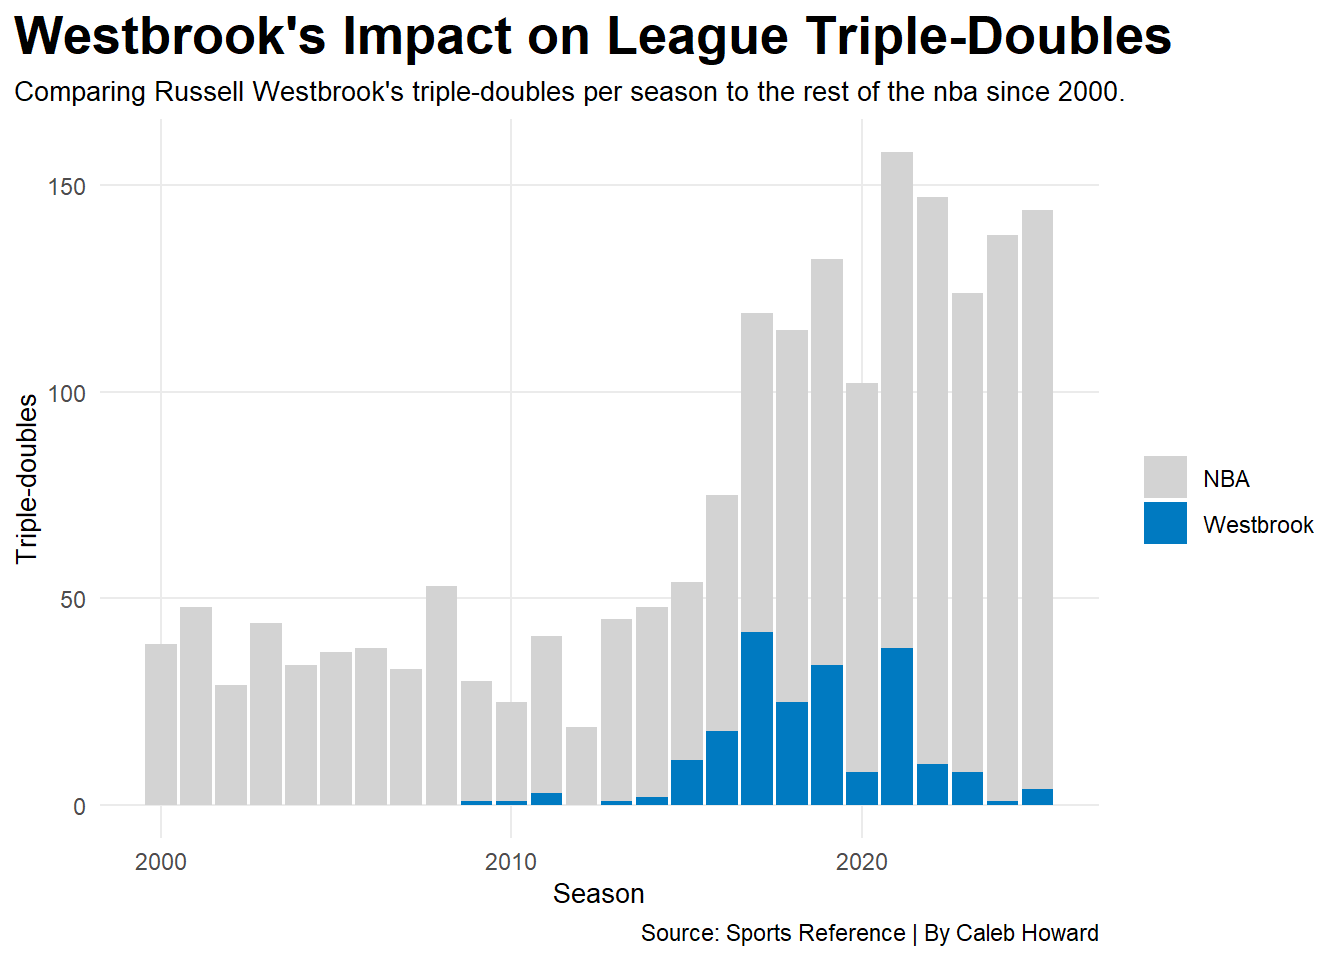 Westbrook's Impact on League Triple-Doubles
Comparing Russell Westbrook's triple-doubles per season to the rest of the nba since 2000.
150
100
50
0
Triple-doubles
2000 2010 2020
Season
NBA
Westbrook
Source: Sports Reference | By Caleb Howard